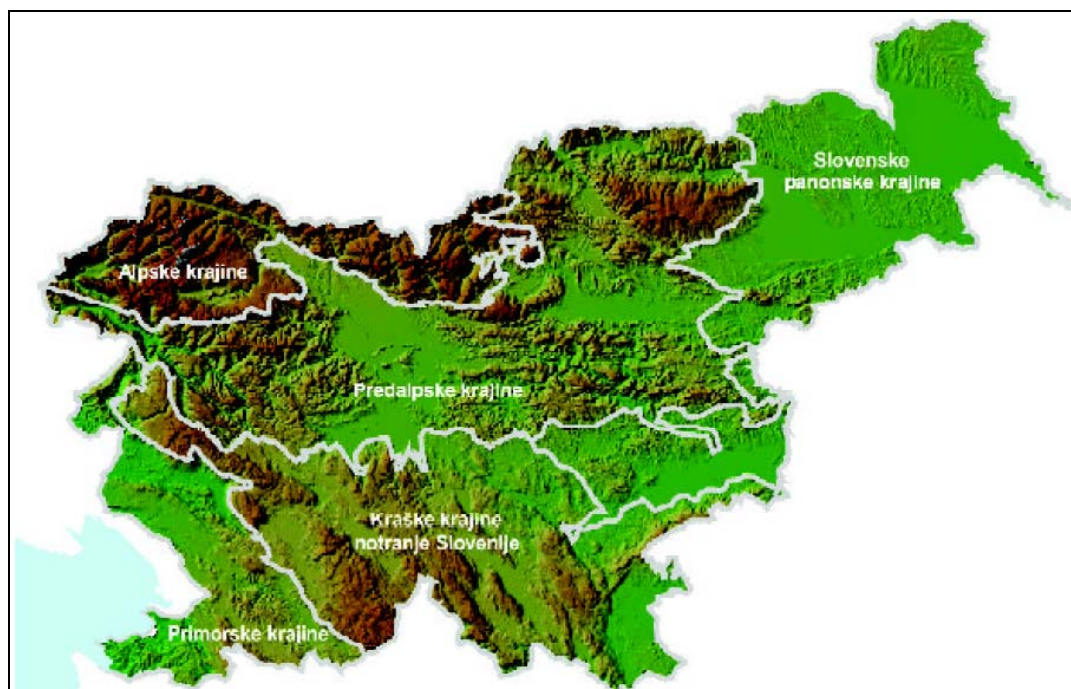 Slovenske
panonske krajine
Alpske krajine
Predalpske krajine
Kraške krajine
notranje Slovenije
Primorske krajine